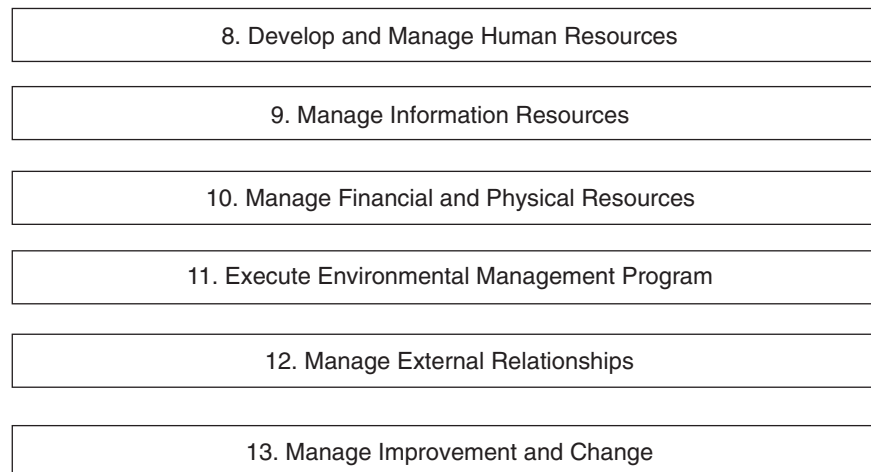 8. Develop and Manage Human Resources
9. Manage Information Resources
10. Manage Financial and Physical Resources
11. Execute Environmental Management Program
12. Manage External Relationships
13. Manage Improvement and Change